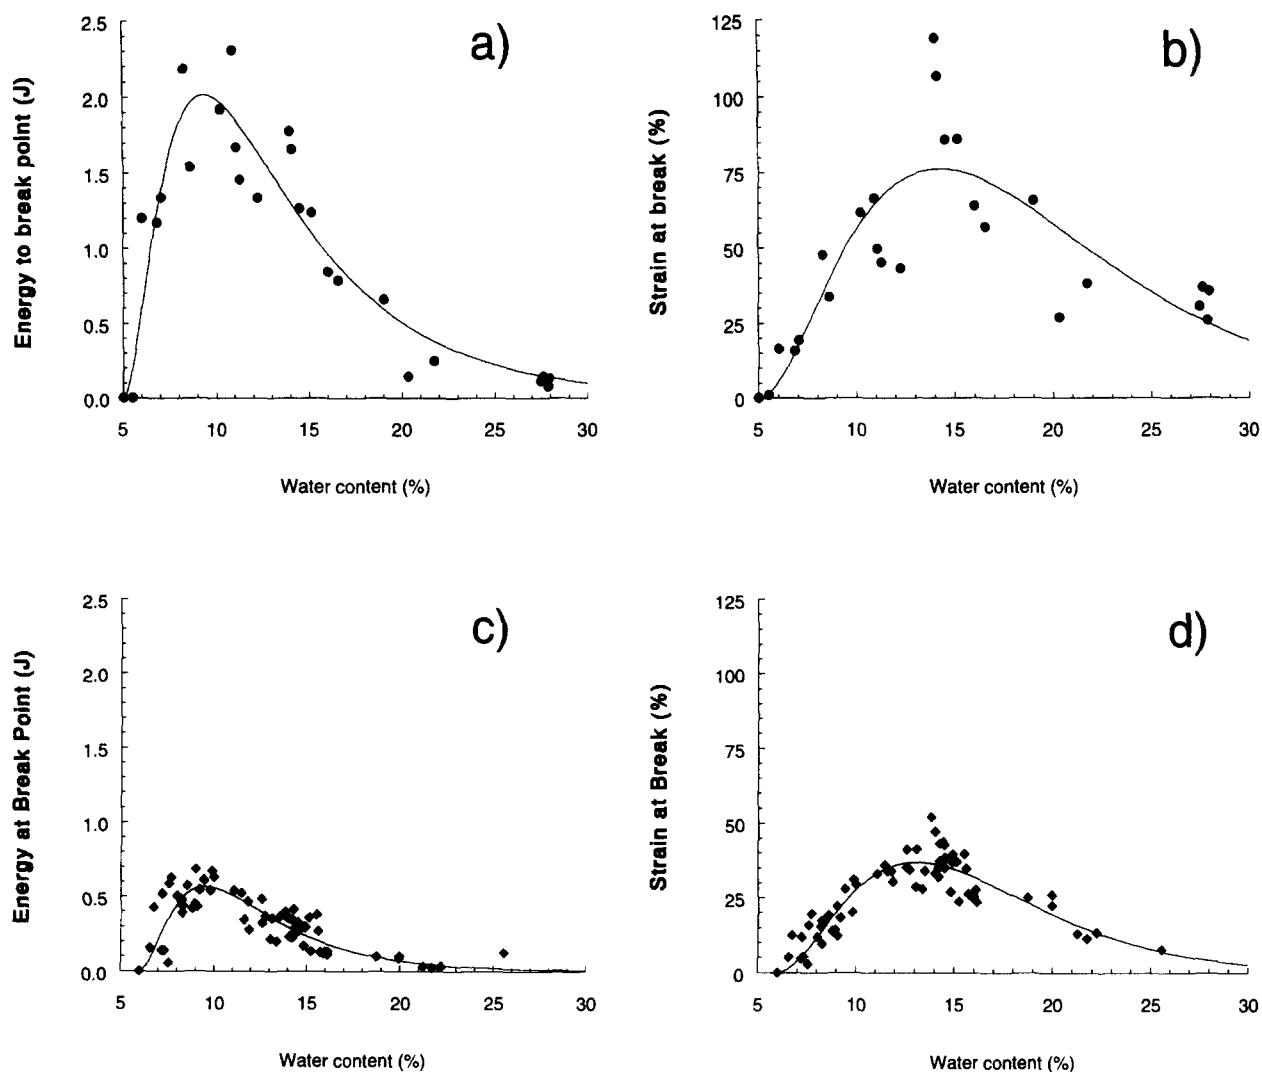 a)
Energy to break point (J)
2.5
2.0
1.5
1.0
0.5
0.0
5 10 15 20 25 30
Water content (%)
b)
Strain at break (%)
125
100
75
50
25
0
5 10 15 20 25 30
Water content (%)
c)
Energy at Break Point (J)
2.5
2.0
1.5
1.0
0.5
0.0
5 10 15 20 25 30
Water content (%)
d)
Strain at Break (%)
125
100
75
50
25
0
5 10 15 20 25 30
Water content (%)